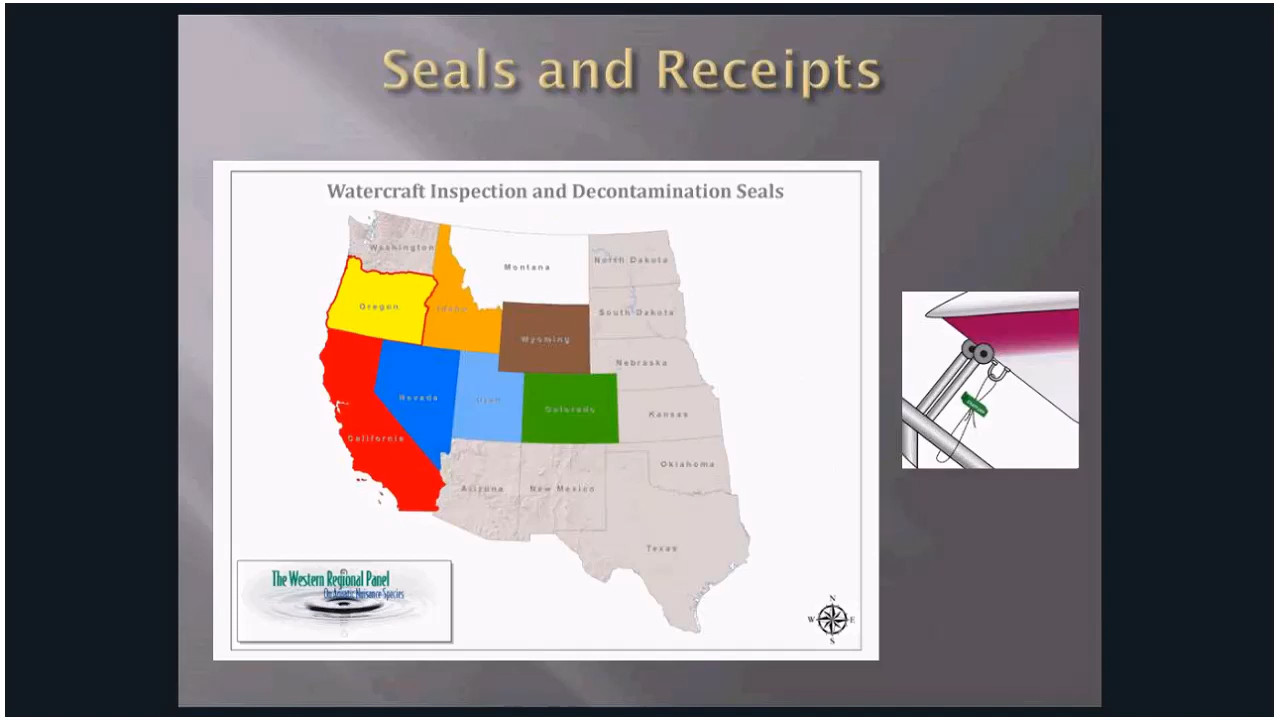 Seals and Receipts
Watercraft Inspection and Decontamination Seals
Washington
Montana
North Dakota
Oregon
Idaho
South Dakota
Wyoming
Nebraska
Nevada
Utah
Colorado
Kansas
California
Oklahoma
Arizona
New Mexico
Texas
The Western Regional Panel
On Aquatic Nuisance Species
N
W E
S